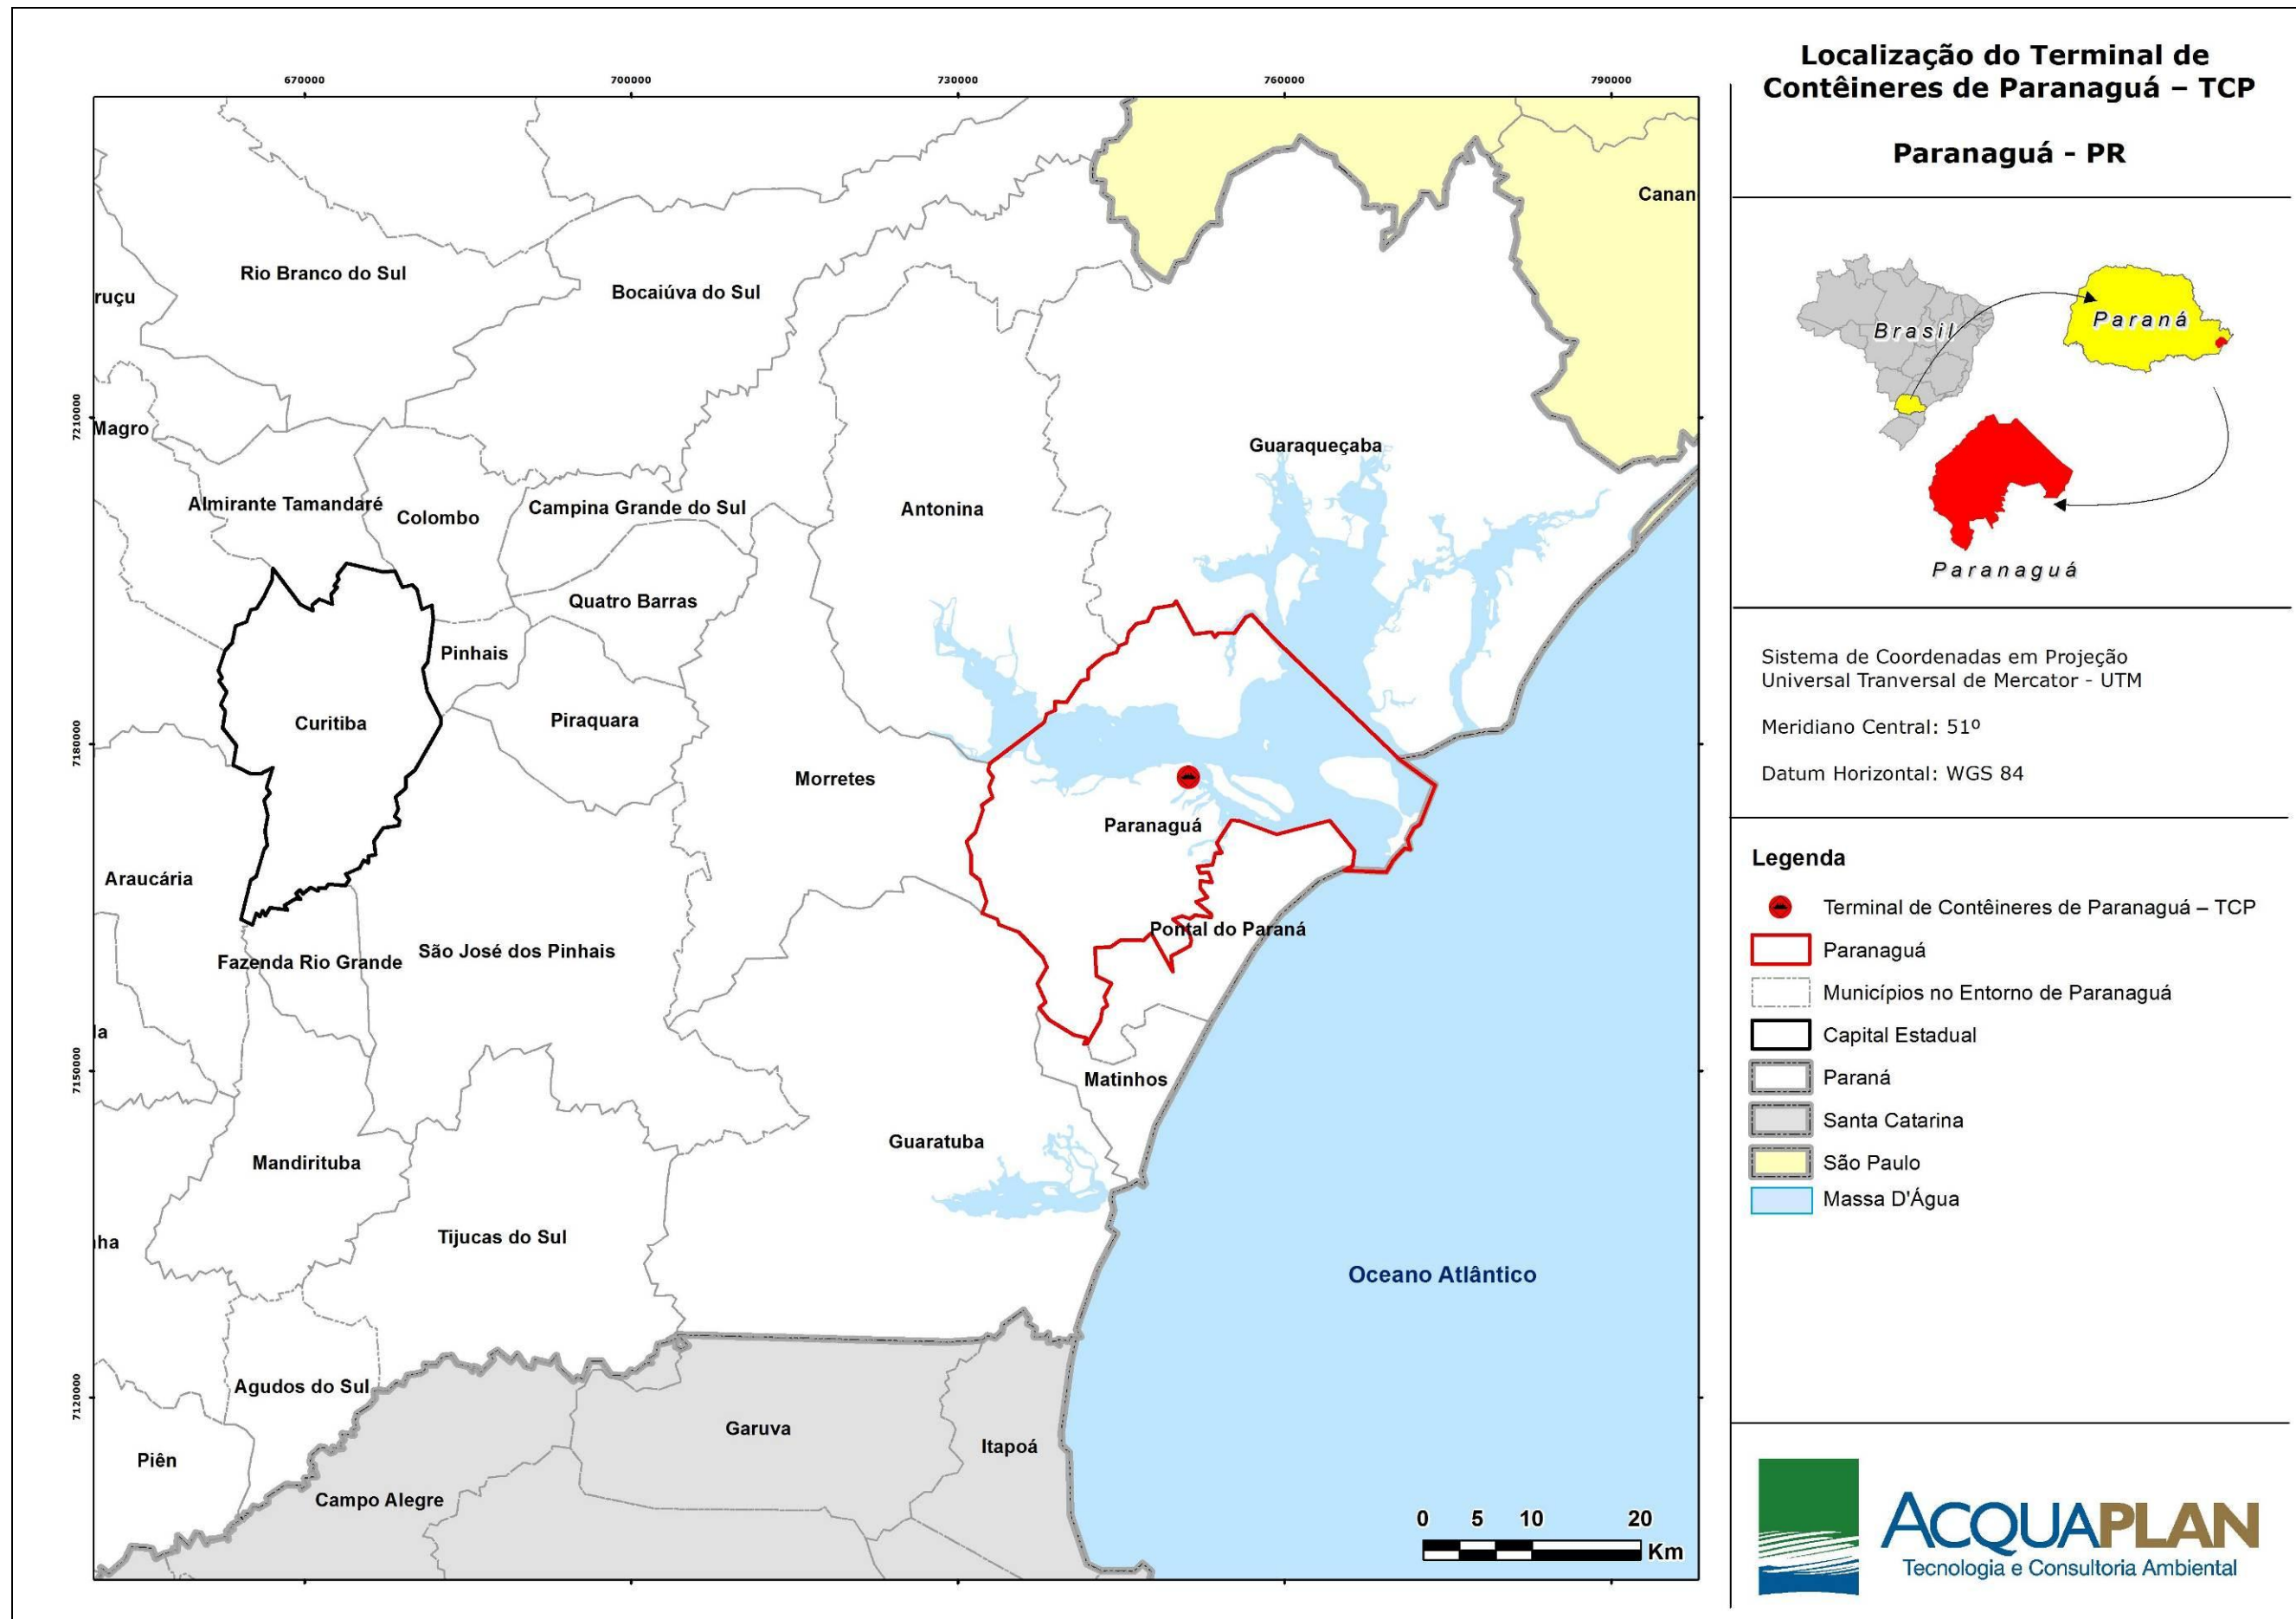 Localização do Terminal de
Contêineres de Paranaguá – TCP
Paranaguá - PR
670000
700000
730000
760000
790000
7210000
7180000
7150000
7120000
Canan
Rio Branco do Sul
Bocaiúva do Sul
ruçu
Magro
Guaraqueçaba
Almirante Tamandaré
Colombo
Campina Grande do Sul
Antonina
Quatro Barras
Pinhais
Curitiba
Piraquara
Morretes
Paranaguá
Araucária
Pontal do Paraná
São José dos Pinhais
Fazenda Rio Grande
la
Matinhos
Guaratuba
Mandirituba
Tijucas do Sul
ha
Oceano Atlântico
Agudos do Sul
Garuva
Itapoá
Piên
Campo Alegre
0 5 10 20
Km
Brasil
Paraná
Paranaguá
Sistema de Coordenadas em Projeção
Universal Tranversal de Mercator - UTM
Meridiano Central: 51º
Datum Horizontal: WGS 84
Legenda
Terminal de Contêineres de Paranaguá – TCP
Paranaguá
Municípios no Entorno de Paranaguá
Capital Estadual
Paraná
Santa Catarina
São Paulo
Massa D'Água
ACQUAPLAN
Tecnologia e Consultoria Ambiental